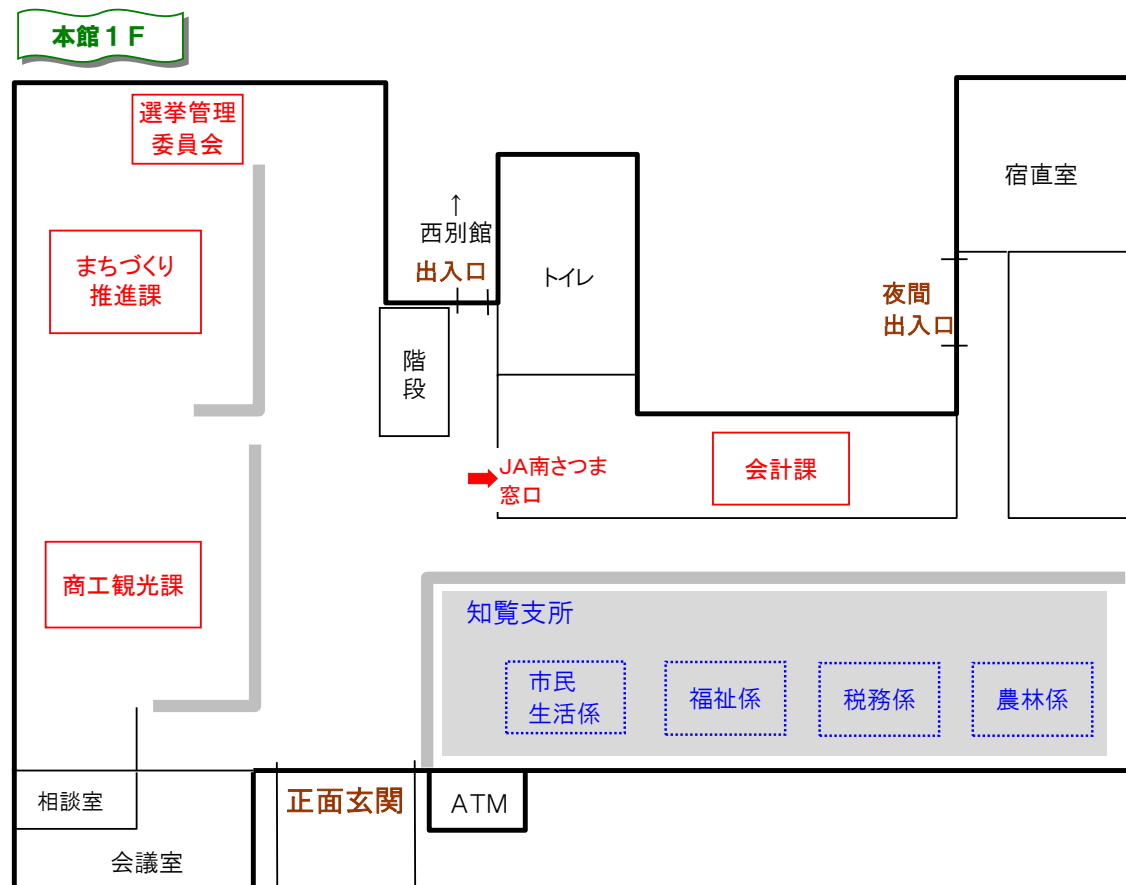 本館1F
選挙管理
委員会
宿直室
↑
西別館
出入口
トイレ
まちづくり
推進課
夜間
出入口
階
段
JA南さつま
窓口
会計課
商工観光課
知覧支所
市民
生活係
福祉係
税務係
農林係
相談室
正面玄関
ATM
会議室